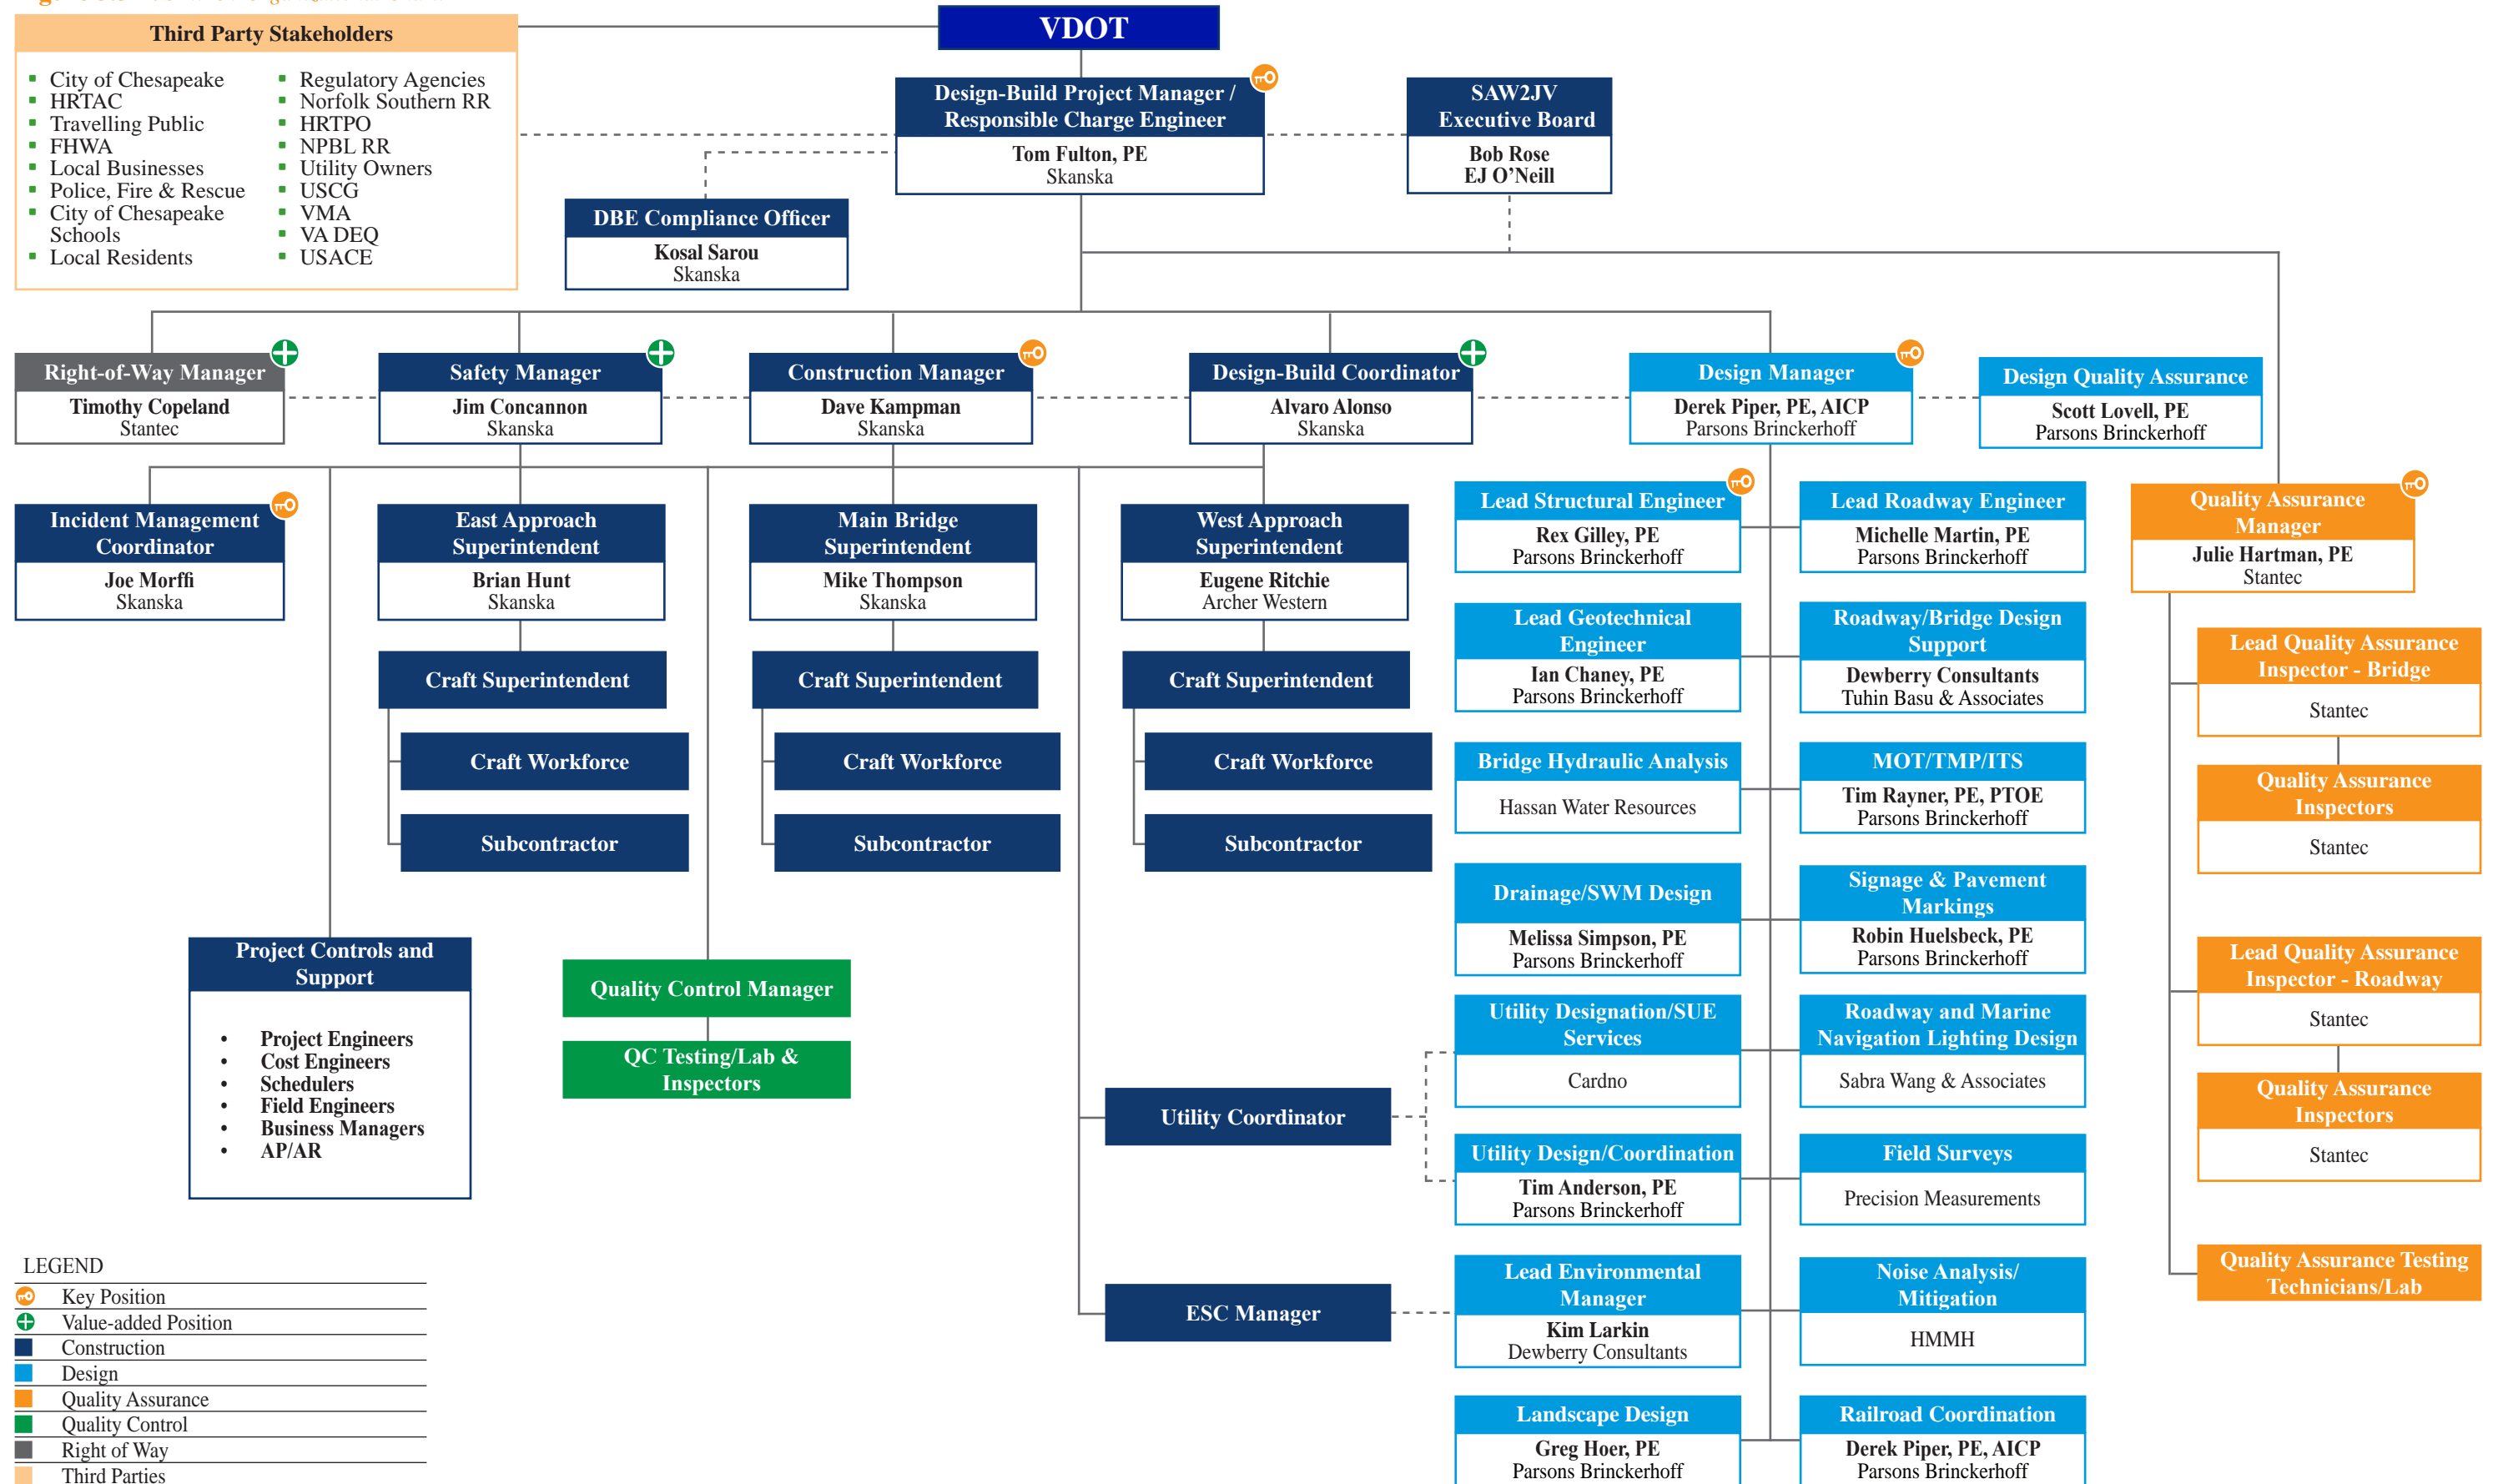 VDOT
Third Party Stakeholders
City of Chesapeake
HRTAC
Travelling Public
FHWA
Local Businesses
Police, Fire & Rescue
City of Chesapeake
Schools
Local Residents
Regulatory Agencies
Norfolk Southern RR
HRTPO
NPBL RR
Utility Owners
USCG
VMA
VA DEQ
USACE
Design-Build Project Manager /
Responsible Charge Engineer
Tom Fulton, PE
Skanska
SAW2JV
Executive Board
Bob Rose
EJ O’Neill
DBE Compliance Officer
Kosal Sarou
Skanska
Right-of-Way Manager
Timothy Copeland
Stantec
Safety Manager
Jim Concannon
Skanska
Construction Manager
Dave Kampman
Skanska
Design-Build Coordinator
Alvaro Alonso
Skanska
Design Manager
Derek Piper, PE, AICP
Parsons Brinckerhoff
Design Quality Assurance
Scott Lovell, PE
Parsons Brinckerhoff
Incident Management
Coordinator
Joe Morffi
Skanska
East Approach
Superintendent
Brian Hunt
Skanska
Main Bridge
Superintendent
Mike Thompson
Skanska
West Approach
Superintendent
Eugene Ritchie
Archer Western
Craft Superintendent
Craft Superintendent
Craft Superintendent
Craft Workforce
Craft Workforce
Craft Workforce
Subcontractor
Subcontractor
Subcontractor
Project Controls and
Support
• Project Engineers
• Cost Engineers
• Schedulers
• Field Engineers
• Business Managers
• AP/AR
Quality Control Manager
QC Testing/Lab &
Inspectors
Utility Coordinator
ESC Manager
Lead Structural Engineer
Rex Gilley, PE
Parsons Brinckerhoff
Lead Roadway Engineer
Michelle Martin, PE
Parsons Brinckerhoff
Lead Geotechnical
Engineer
Ian Chaney, PE
Parsons Brinckerhoff
Roadway/Bridge Design
Support
Dewberry Consultants
Tuhin Basu & Associates
Bridge Hydraulic Analysis
Hassan Water Resources
MOT/TMP/ITS
Tim Rayner, PE, PTOE
Parsons Brinckerhoff
Drainage/SWM Design
Melissa Simpson, PE
Parsons Brinckerhoff
Signage & Pavement
Markings
Robin Huelsbeck, PE
Parsons Brinckerhoff
Utility Designation/SUE
Services
Cardno
Roadway and Marine
Navigation Lighting Design
Sabra Wang & Associates
Utility Design/Coordination
Tim Anderson, PE
Parsons Brinckerhoff
Field Surveys
Precision Measurements
Lead Environmental
Manager
Kim Larkin
Dewberry Consultants
Noise Analysis/
Mitigation
HMMH
Landscape Design
Greg Hoer, PE
Parsons Brinckerhoff
Railroad Coordination
Derek Piper, PE, AICP
Parsons Brinckerhoff
Quality Assurance
Manager
Julie Hartman, PE
Stantec
Lead Quality Assurance
Inspector - Bridge
Stantec
Quality Assurance
Inspectors
Stantec
Lead Quality Assurance
Inspector - Roadway
Stantec
Quality Assurance
Inspectors
Stantec
Quality Assurance Testing
Technicians/Lab
LEGEND
Key Position
Value-added Position
Construction
Design
Quality Assurance
Quality Control
Right of Way
Third Parties